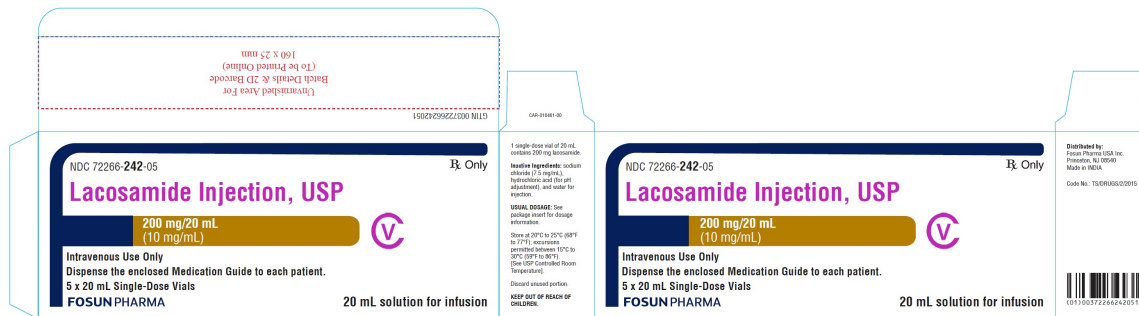 Unvarnished Area For
Batch Details & 2D Barcode
(To be Printed Online)
160 x 25 mm
GTIN 00372266242051
NDC 72266-242-05
Rx Only
Lacosamide Injection, USP
200 mg/20 mL
(10 mg/mL)
CV
Intravenous Use Only
Dispense the enclosed Medication Guide to each patient.
5 x 20 mL Single-Dose Vials
FOSUN PHARMA
20 mL solution for infusion
CAR-010481-00
1 single-dose vial of 20 mL
contains 200 mg lacosamide.
Inactive Ingredients: sodium
chloride (7.5 mg/mL),
hydrochloric acid (for pH
adjustment), and water for
injection.
USUAL DOSAGE: See
package insert for dosage
information.
Store at 20°C to 25°C (68°F
to 77°F); excursions
permitted between 15°C to
30°C (59°F to 86°F).
[See USP Controlled Room
Temperature].
Discard unused portion.
KEEP OUT OF REACH OF
CHILDREN.
NDC 72266-242-05
Rx Only
Lacosamide Injection, USP
200 mg/20 mL
(10 mg/mL)
CV
Intravenous Use Only
Dispense the enclosed Medication Guide to each patient.
5 x 20 mL Single-Dose Vials
FOSUN PHARMA
20 mL solution for infusion
Distributed by:
Fosun Pharma USA Inc.
Princeton, NJ 08540
Made in INDIA
Code No.: TS/DRUGS/2/2015
(01)00372266242051